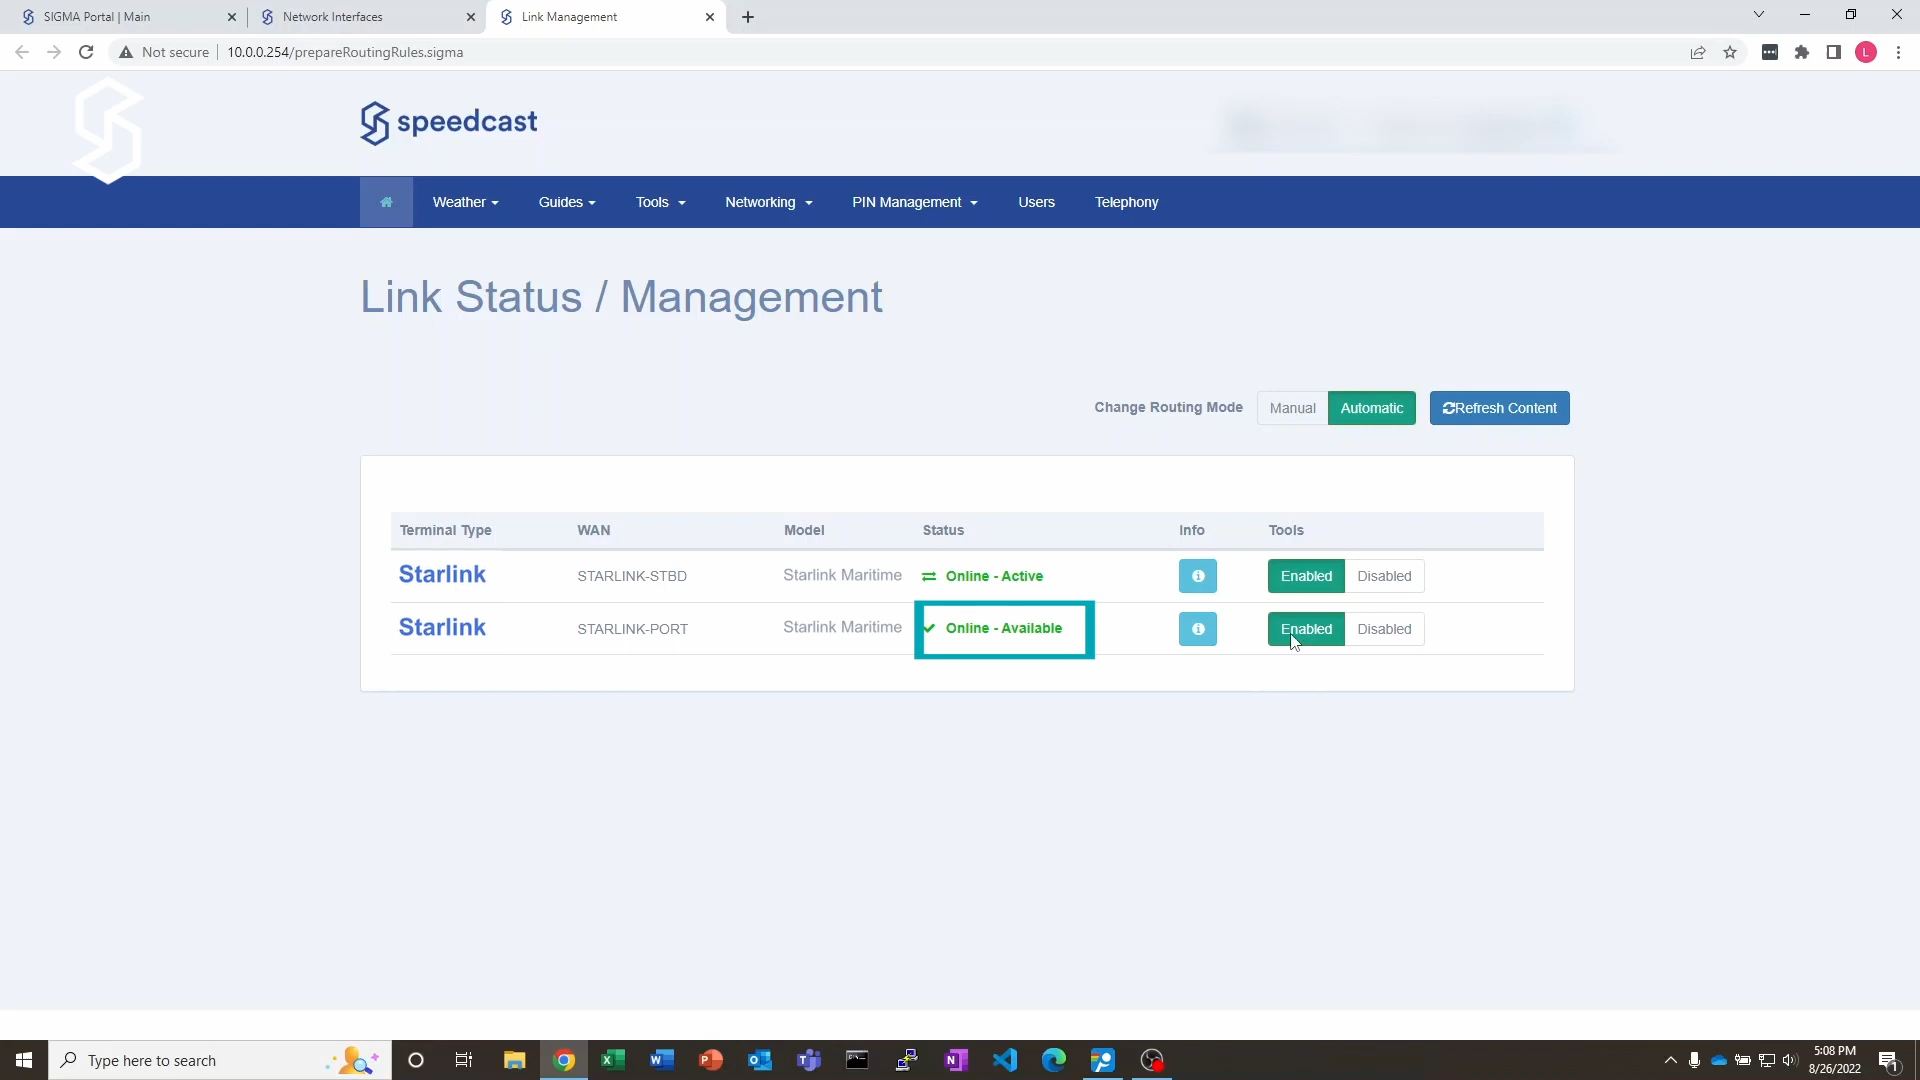 SIGMA Portal | Main
Network Interfaces
Link Management
Not secure
10.0.0.254/prepareRoutingRules.sigma
L
speedcast
Weather
Guides
Tools
Networking
PIN Management
Users
Telephony
Link Status / Management
Change Routing Mode
Manual
Automatic
Refresh Content
Terminal Type WAN Model Status Info Tools
Starlink STARLINK-STBD Starlink Maritime Online - Active Enabled Disabled
Starlink STARLINK-PORT Starlink Maritime Online - Available Enabled Disabled
Type here to search
5:08 PM
8/26/2022
1